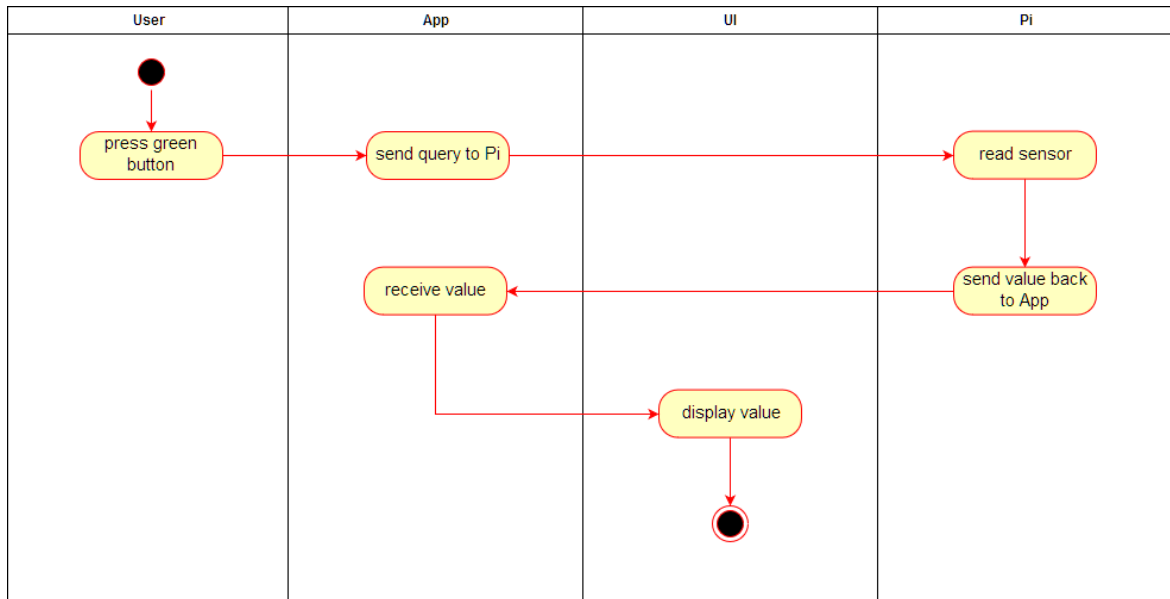 User
App
UI
Pi
press green
button
send query to Pi
read sensor
receive value
send value back
to App
display value